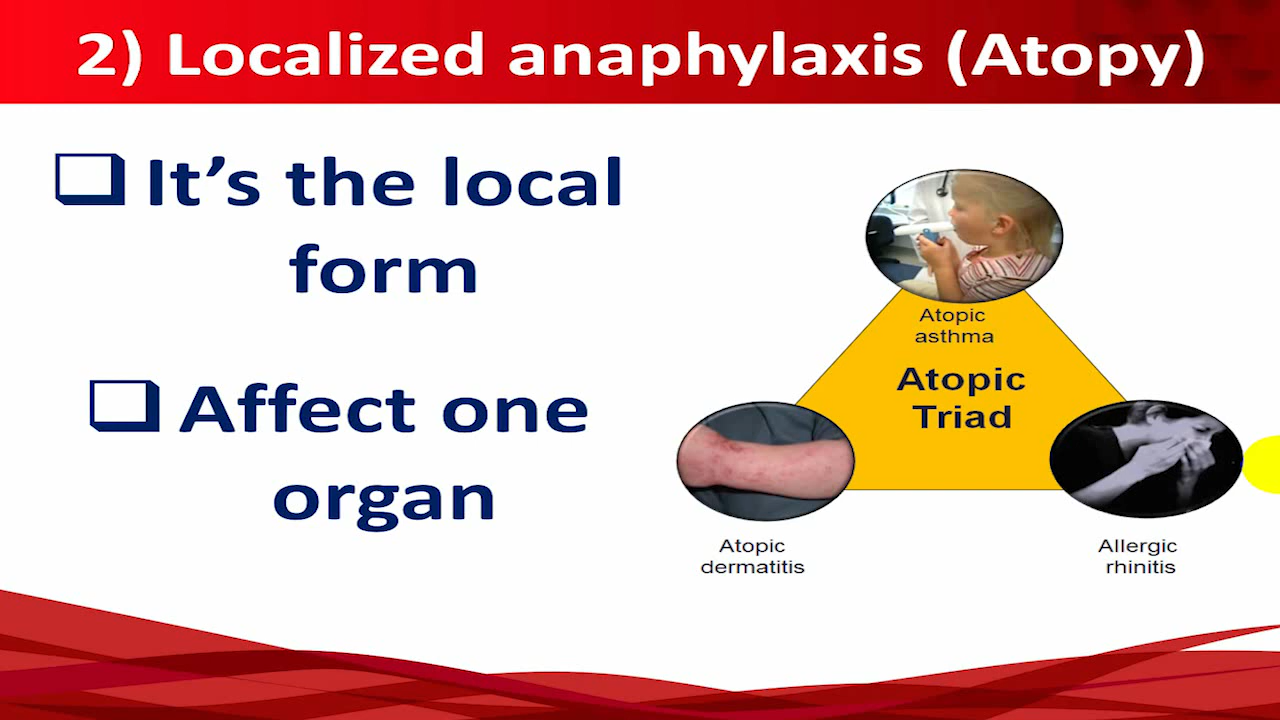 2) Localized anaphylaxis (Atopy)
It's the local
form
Affect one
organ
Atopic
asthma
Atopic
Triad
Atopic
dermatitis
Allergic
rhinitis